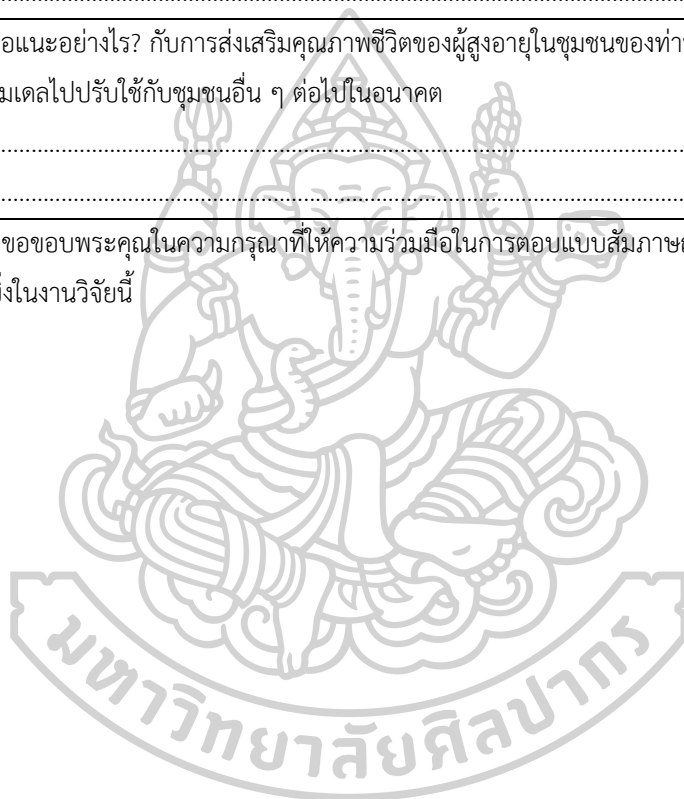 อแนะอย่างไร? กับการส่งเสริมคุณภาพชีวิตของผู้สูงอายุในชุมชนของท่า
มเดลไปปรับใช้กับชุมชนอื่น ๆ ต่อไปในอนาคต
ขอขอบพระคุณในความกรุณาที่ให้ความร่วมมือในการตอบแบบสัมภาษณ
ยิ่งในงานวิจัยนี้
มหาวิทยาลัยศิลปากร